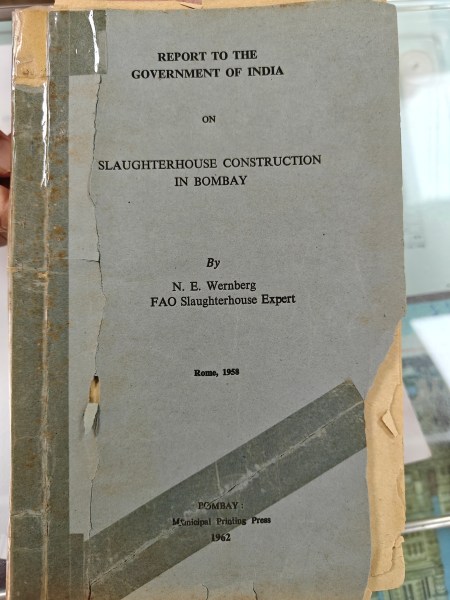 REPORT TO THE
GOVERNMENT OF INDIA
ON
SLAUGHTERHOUSE CONSTRUCTION
IN BOMBAY
By
N. E. Wernberg
FAO Slaughterhouse Expert
Rome, 1958
BOMBAY :
Municipal Printing Press
1962